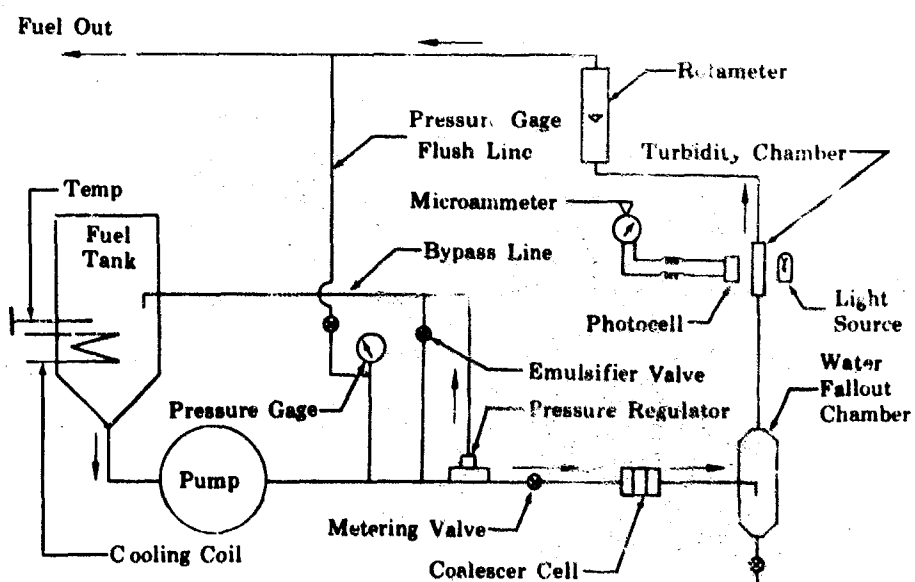 Fuel Out
Rotameter
Pressure Gage
Flush Line
Turbidity Chamber
Temp
Microammeter
Fuel
Tank
Bypass Line
Photocell
Light
Source
Emulsifier Valve
Water
Fallout
Chamber
Pressure Gage
Pressure Regulator
Pump
Metering Valve
Cooling Coil
Coalescer Cell